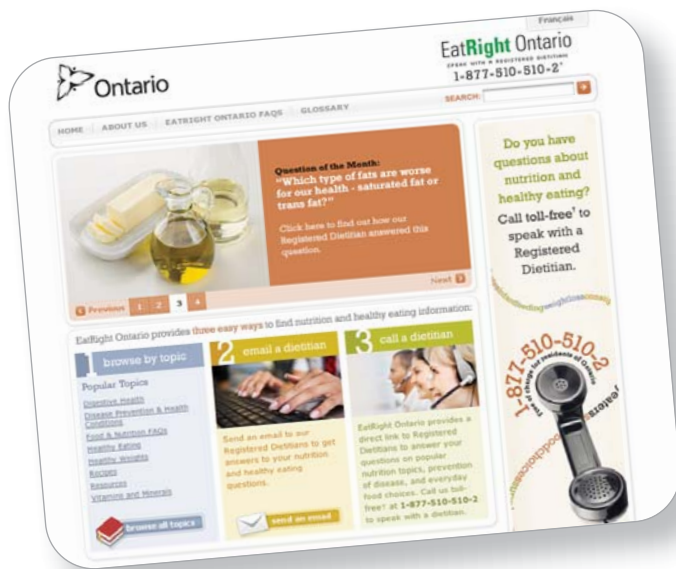 Français
Ontario
EatRight Ontario
SPEAK WITH A REGISTERED DIETITIAN
1-877-510-510-2
HOME | ABOUT US | EATRIGHT ONTARIO FAQS | GLOSSARY
SEARCH:
Question of the Month:
"Which type of fats are worse
for our health - saturated fat or
trans fat?"
Click here to find out how our
Registered Dietitian answered this
question.
Previous 1 2 3 4
Next
Do you have
questions about
nutrition and
healthy eating?
Call toll-free† to
speak with a
Registered
Dietitian.
1-877-510-510-2
Free of charge for residents of Ontario
EatRight Ontario provides three easy ways to find nutrition and healthy eating information:
1 browse by topic
Popular Topics
Digestive Health
Disease Prevention & Health
Conditions
Food & Nutrition FAQs
Healthy Eating
Healthy Weights
Recipes
Resources
Vitamins and Minerals
browse all topics
2 email a dietitian
Send an email to our
Registered Dietitians to get
answers to your nutrition
and healthy eating
questions.
send an email
3 call a dietitian
EatRight Ontario provides a
direct link to Registered
Dietitians to answer your
questions on popular
nutrition topics, prevention
of disease, and everyday
food choices. Call us toll-
free† at 1-877-510-510-2
to speak with a dietitian.